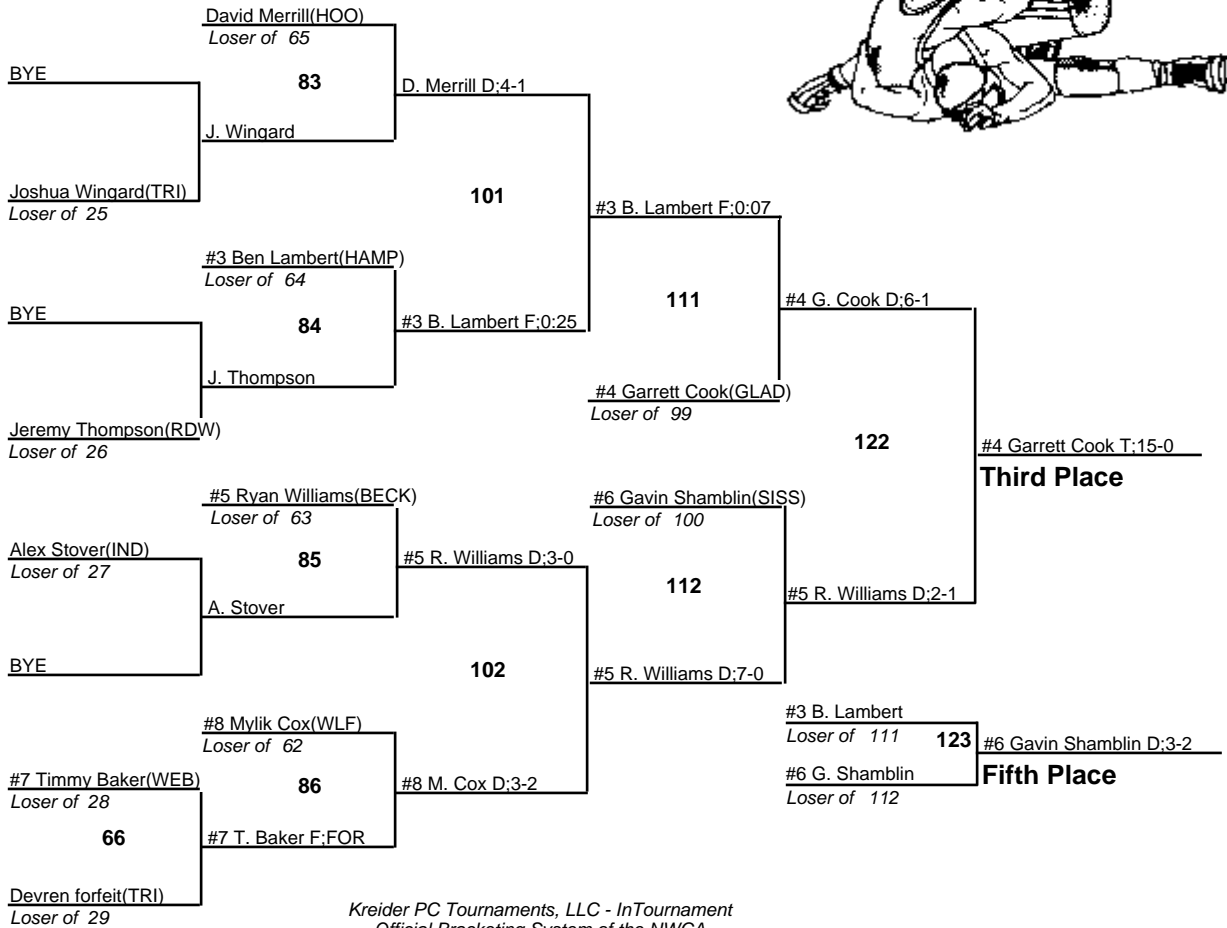 David Merrill(HOO)
Loser of 65
BYE
83
D. Merrill D;4-1
J. Wingard
Joshua Wingard(TRI)
Loser of 25
101
#3 B. Lambert F;0:07
#3 Ben Lambert(HAMP)
Loser of 64
BYE
84
#3 B. Lambert F;0:25
111
#4 G. Cook D;6-1
J. Thompson
#4 Garrett Cook(GLAD)
Loser of 99
Jeremy Thompson(RDW)
Loser of 26
122
#4 Garrett Cook T;15-0
Third Place
#5 Ryan Williams(BECK)
Loser of 63
#6 Gavin Shamblin(SISS)
Loser of 100
Alex Stover(IND)
Loser of 27
85
#5 R. Williams D;3-0
112
#5 R. Williams D;2-1
A. Stover
BYE
102
#5 R. Williams D;7-0
#8 Mylik Cox(WLF)
Loser of 62
#3 B. Lambert
Loser of 111
123
#6 Gavin Shamblin D;3-2
Fifth Place
#6 G. Shamblin
Loser of 112
#7 Timmy Baker(WEB)
Loser of 28
86
#8 M. Cox D;3-2
66
#7 T. Baker F;FOR
Devren forfeit(TRI)
Loser of 29
Kreider PC Tournaments, LLC - InTournament
Official Bracketing System of the NWCA